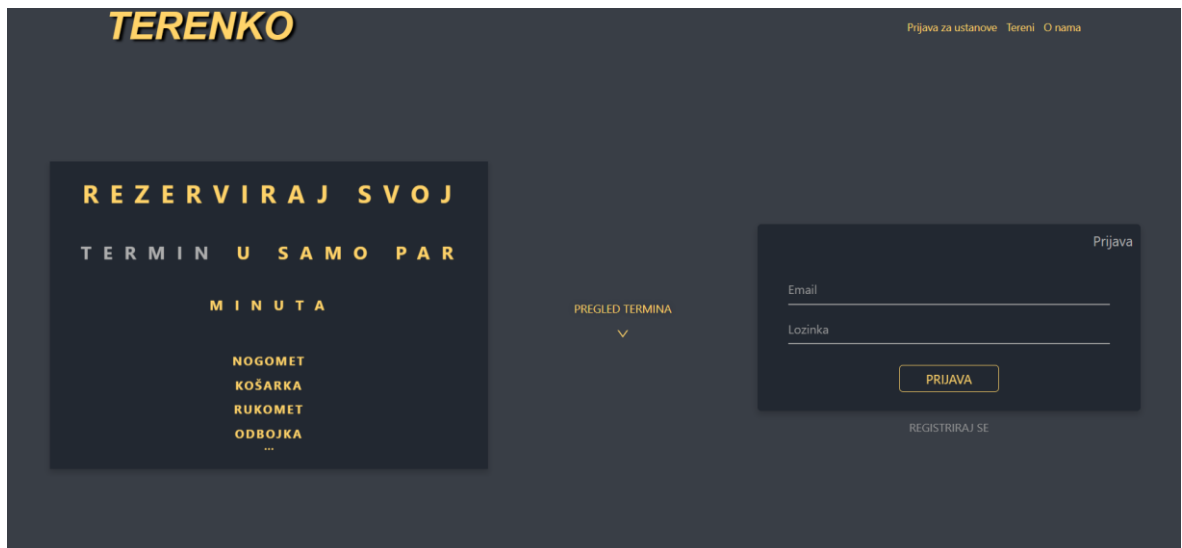 TERENKO
Prijava za ustanove Tereni O nama
REZERVIRAJ SVOJ
TERMIN U SAMO PAR
MINUTA
NOGOMET
KOŠARKA
RUKOMET
ODBOJKA
...
PREGLED TERMINA
Prijava
Email
Lozinka
PRIJAVA
REGISTRIRAJ SE